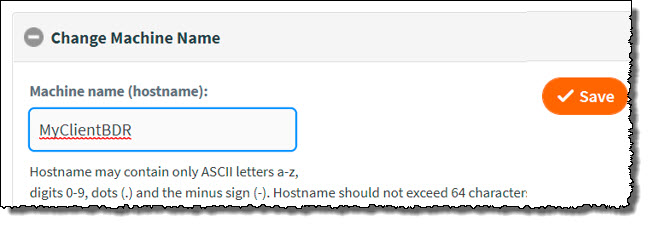 Change Machine Name
Machine name (hostname):
Save
MyClientBDR
Hostname may contain only ASCII letters a-z,
digits 0-9, dots (.) and the minus sign (-). Hostname should not exceed 64 character